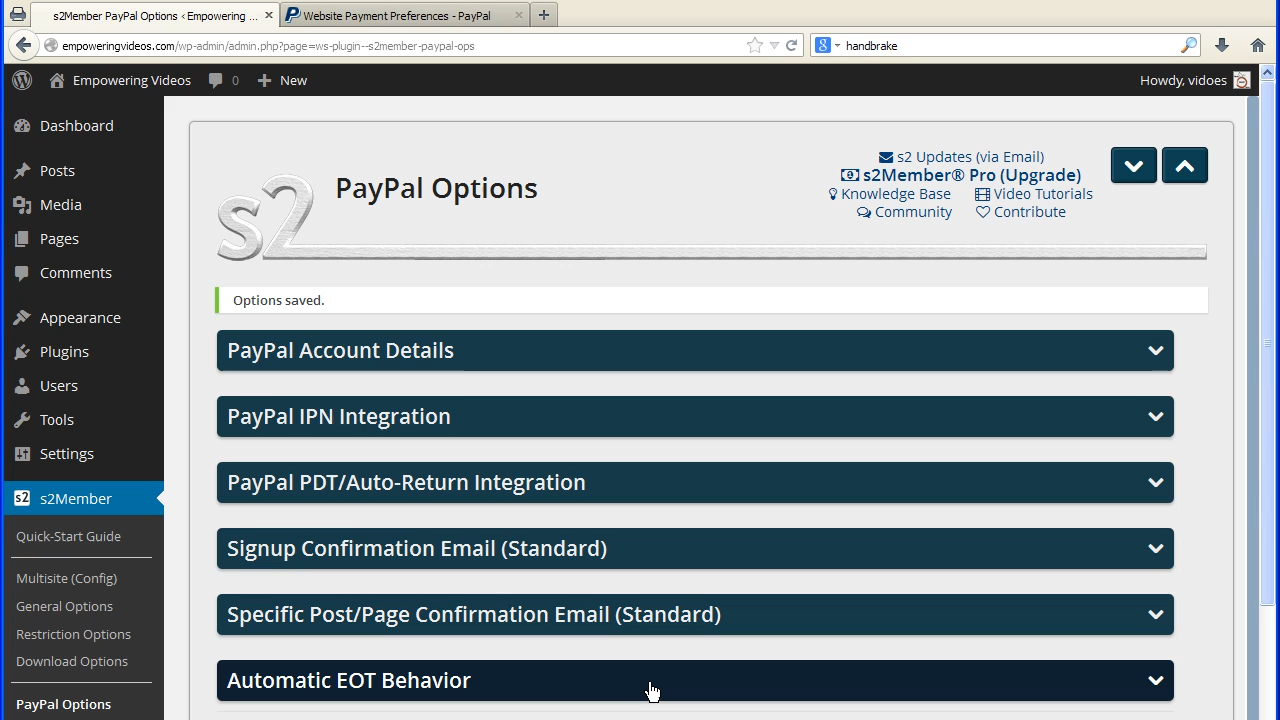 s2Member PayPal Options ‹ Empowering ...
Website Payment Preferences - PayPal
empoweringvideos.com/wp-admin/admin.php?page=ws-plugin--s2member-paypal-ops
handbrake
Empowering Videos
0
New
Howdy, vidoes
Dashboard
Posts
Media
Pages
Comments
Appearance
Plugins
Users
Tools
Settings
s2 s2Member
Quick-Start Guide
Multisite (Config)
General Options
Restriction Options
Download Options
PayPal Options
s2
PayPal Options
s2 Updates (via Email)
s2Member® Pro (Upgrade)
Knowledge Base Video Tutorials
Community Contribute
Options saved.
PayPal Account Details
PayPal IPN Integration
PayPal PDT/Auto-Return Integration
Signup Confirmation Email (Standard)
Specific Post/Page Confirmation Email (Standard)
Automatic EOT Behavior